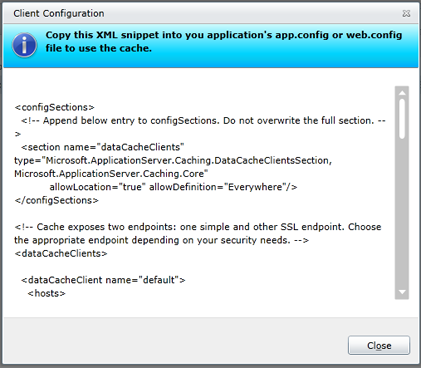 Client Configuration
Copy this XML snippet into you application's app.config or web.config
file to use the cache.
<configSections>
<!-- Append below entry to configSections. Do not overwrite the full section. --
>
<section name="dataCacheClients"
type="Microsoft.ApplicationServer.Caching.DataCacheClientsSection,
Microsoft.ApplicationServer.Caching.Core"
allowLocation="true" allowDefinition="Everywhere"/>
</configSections>
<!-- Cache exposes two endpoints: one simple and other SSL endpoint. Choose
the appropriate endpoint depending on your security needs. -->
<dataCacheClients>
<dataCacheClient name="default">
<hosts>
Close